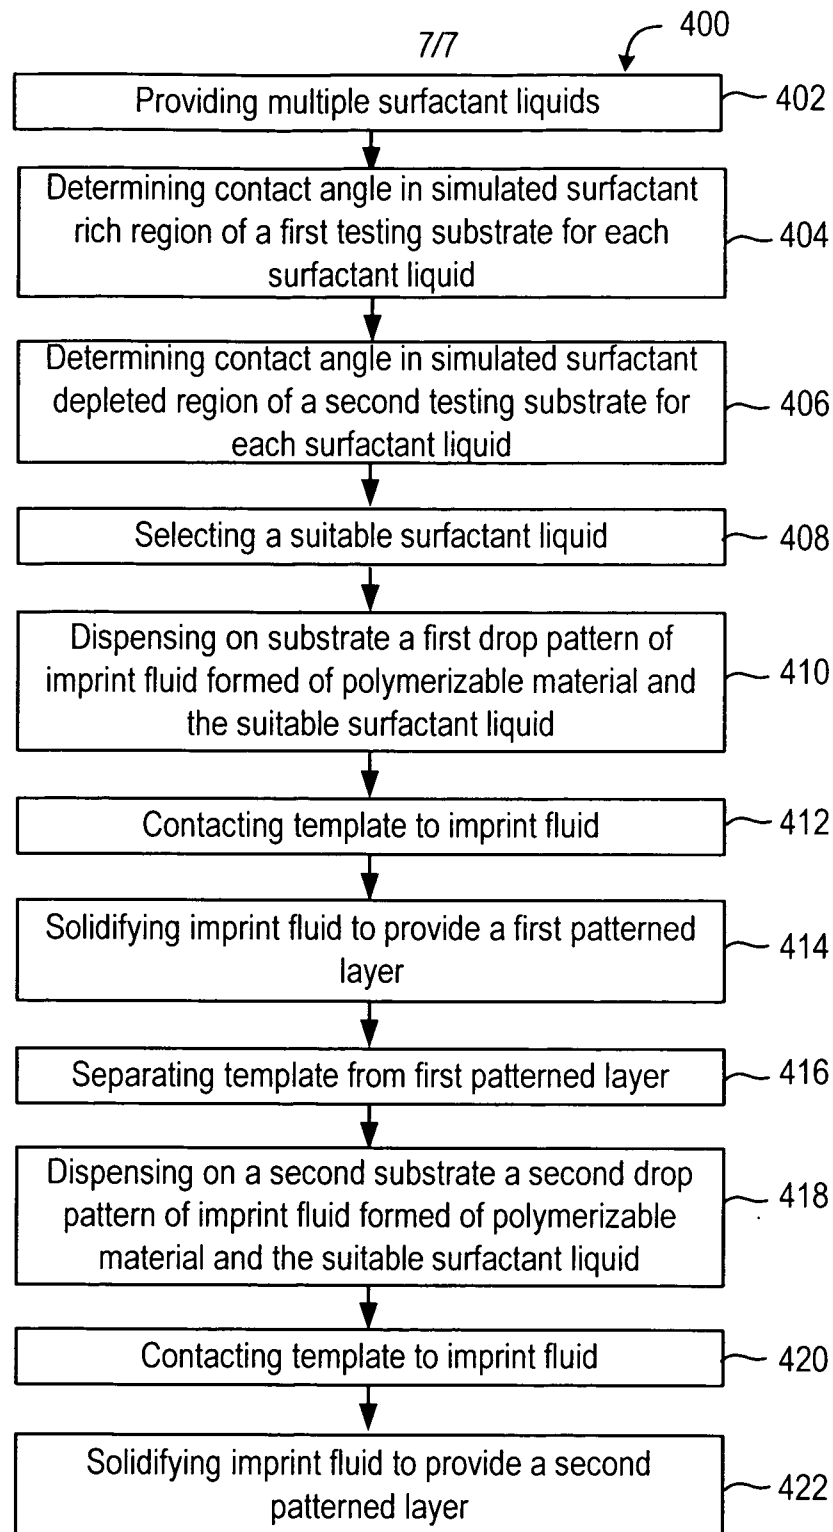 7/7
400
Providing multiple surfactant liquids
402
Determining contact angle in simulated surfactant
rich region of a first testing substrate for each
surfactant liquid
404
Determining contact angle in simulated surfactant
depleted region of a second testing substrate for
each surfactant liquid
406
Selecting a suitable surfactant liquid
408
Dispensing on substrate a first drop pattern of
imprint fluid formed of polymerizable material and
the suitable surfactant liquid
410
Contacting template to imprint fluid
412
Solidifying imprint fluid to provide a first patterned
layer
414
Separating template from first patterned layer
416
Dispensing on a second substrate a second drop
pattern of imprint fluid formed of polymerizable
material and the suitable surfactant liquid
418
Contacting template to imprint fluid
420
Solidifying imprint fluid to provide a second
patterned layer
422